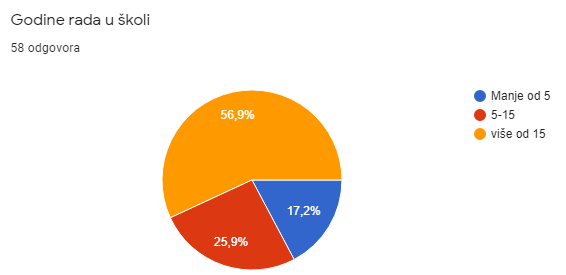 Godine rada u školi
58 odgovora
56,9%
17,2%
25,9%
Manje od 5
5-15
više od 15